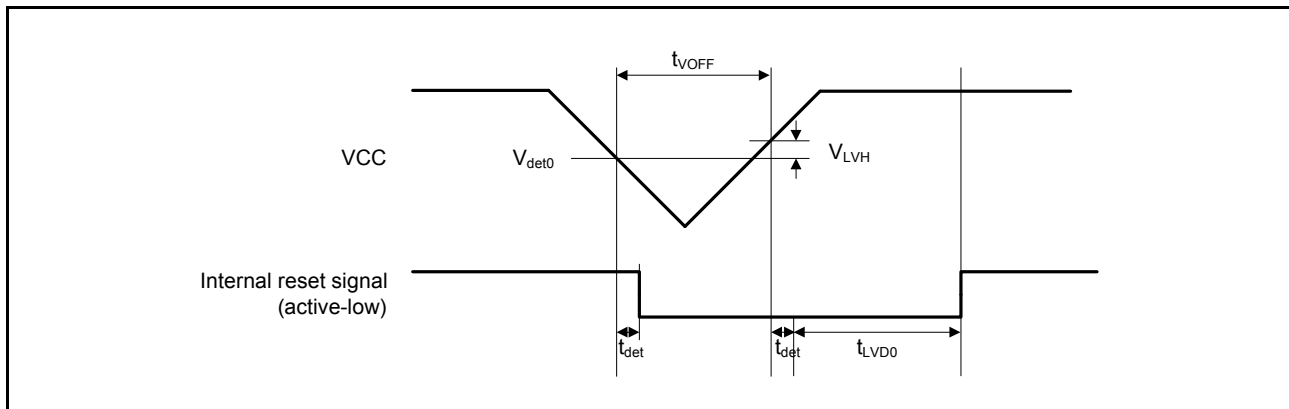 tVOFF
VCC
Vdet0
VLVH
Internal reset signal
(active-low)
tdet
tdet
tLVD0